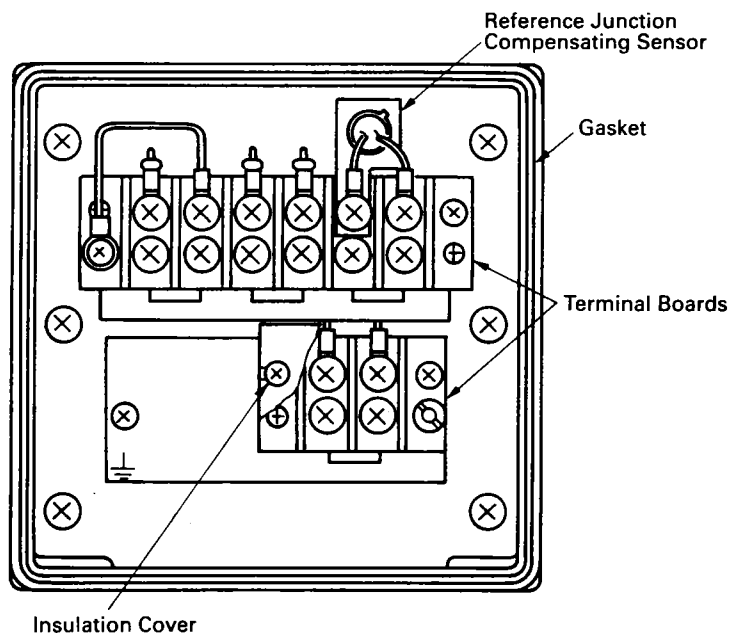 Reference Junction
Compensating Sensor
Gasket
Terminal Boards
Insulation Cover